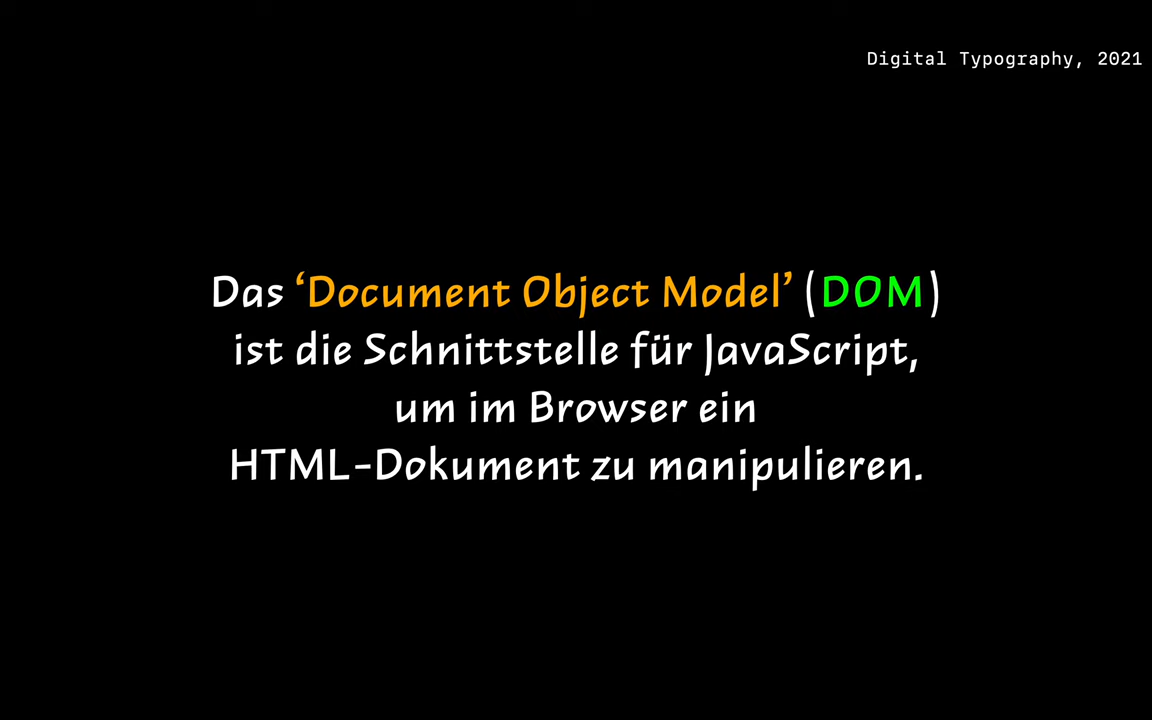 Digital Typography, 2021
Das ‘Document Object Model’ (DOM)
ist die Schnittstelle für JavaScript,
um im Browser ein
HTML-Dokument zu manipulieren.